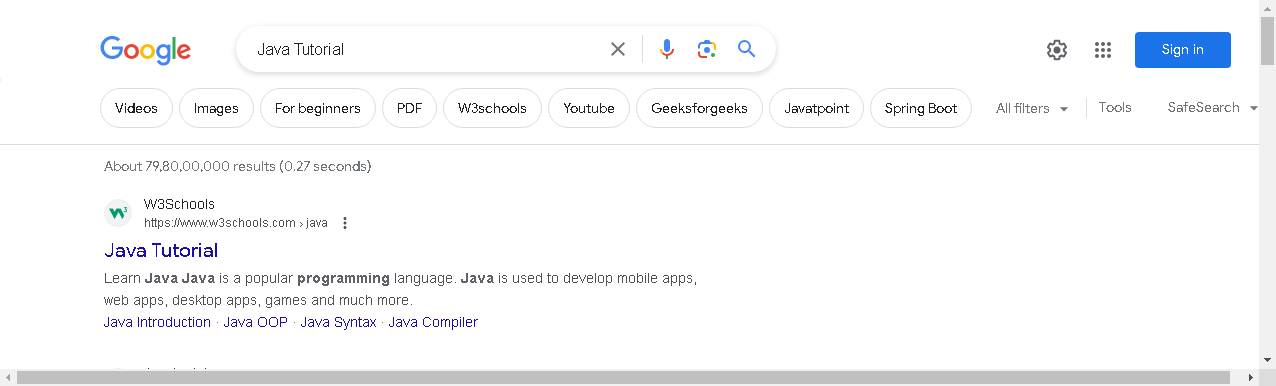 Google Java Tutorial Sign in
Videos Images For beginners PDF W3schools Youtube Geeksforgeeks Javatpoint Spring Boot All filters Tools SafeSearch
About 79,80,00,000 results (0.27 seconds)
W3Schools
https://www.w3schools.com › java
Java Tutorial
Learn Java Java is a popular programming language. Java is used to develop mobile apps,
web apps, desktop apps, games and much more.
Java Introduction · Java OOP · Java Syntax · Java Compiler